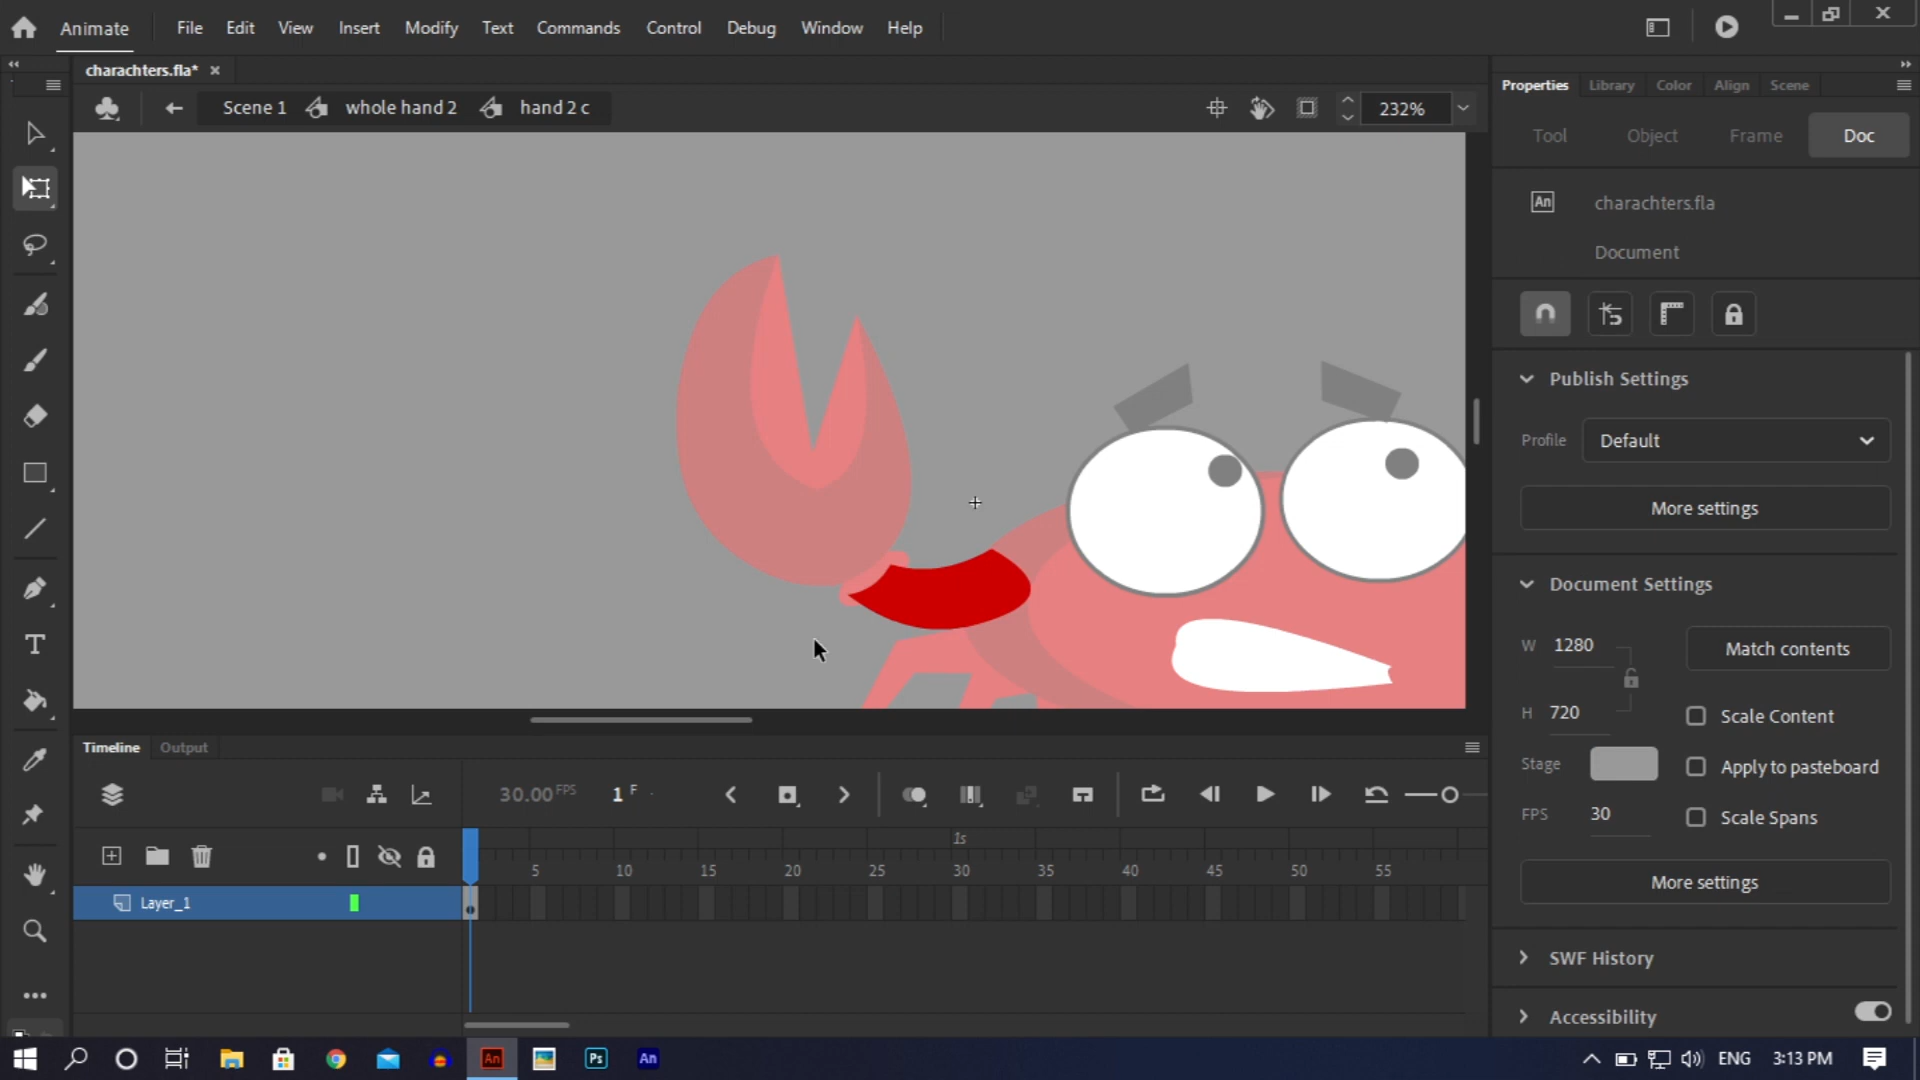 Animate File Edit View Insert Modify Text Commands Control Debug Window Help
charachters.fla* ×
Scene 1 whole hand 2 hand 2 c 232%
Properties Library Color Align Scene
Tool Object Frame Doc
An charachters.fla
Document
Publish Settings
Profile Default
More settings
Document Settings
W 1280 Match contents
H 720 Scale Content
Stage Apply to pasteboard
FPS 30 Scale Spans
More settings
SWF History
Accessibility
Timeline Output
30.00 FPS 1 F
1s
5 10 15 20 25 30 35 40 45 50 55
Layer_1
T
An Ps An ENG 3:13 PM